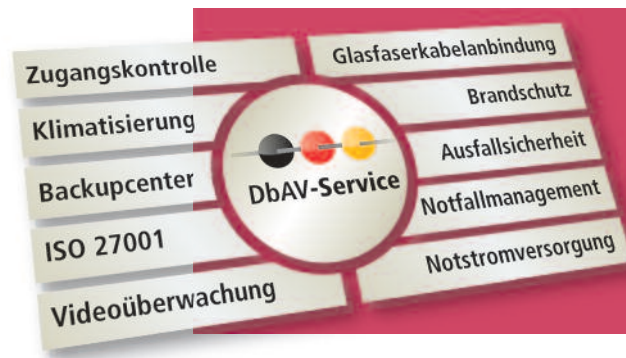 Zugangskontrolle
Klimatisierung
Backupcenter
ISO 27001
Videoüberwachung
DbAV-Service
Glasfaserkabelanbindung
Brandschutz
Ausfallsicherheit
Notfallmanagement
Notstromversorgung